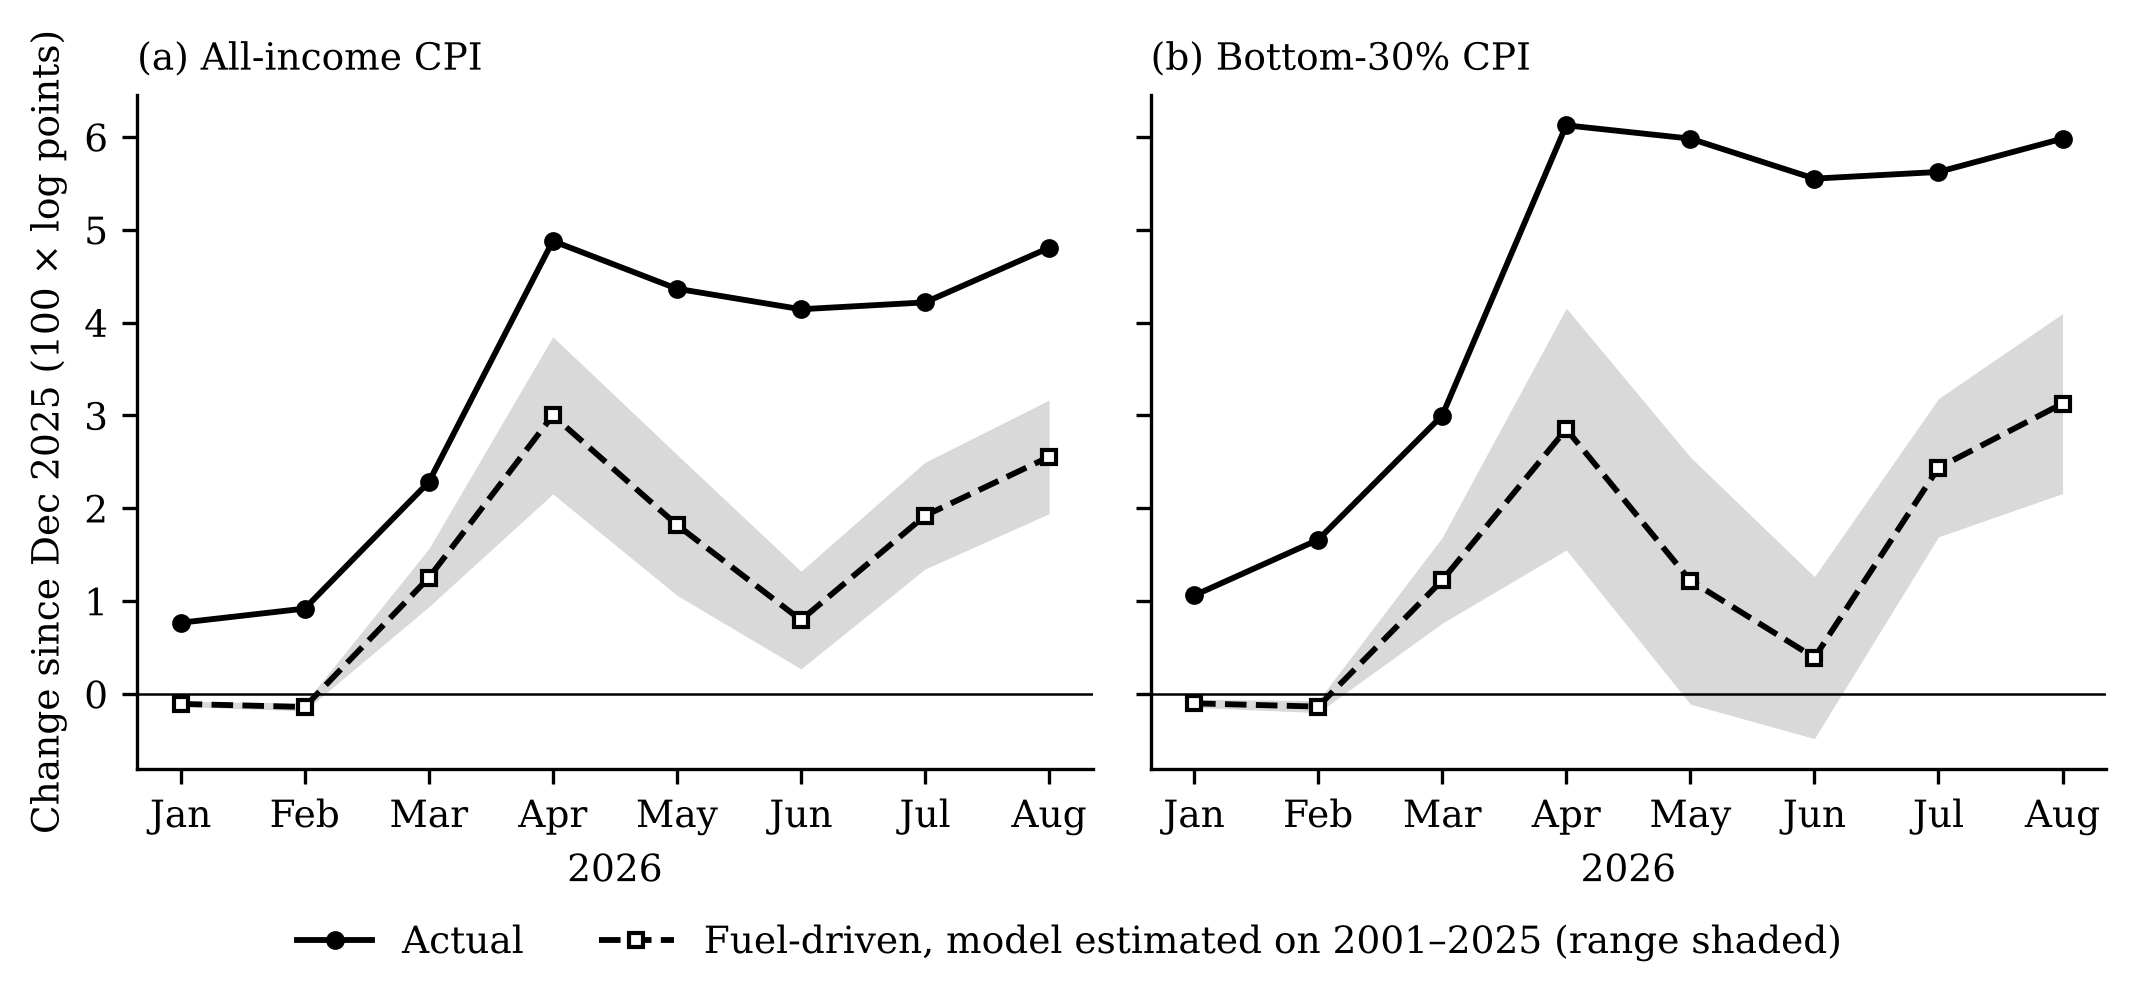 (a) All-income CPI
(b) Bottom-30% CPI
Change since Dec 2025 (100 × log points)
6
5
4
3
2
1
0
Jan Feb Mar Apr May Jun Jul Aug
2026
Jan Feb Mar Apr May Jun Jul Aug
2026
Actual
Fuel-driven, model estimated on 2001–2025 (range shaded)